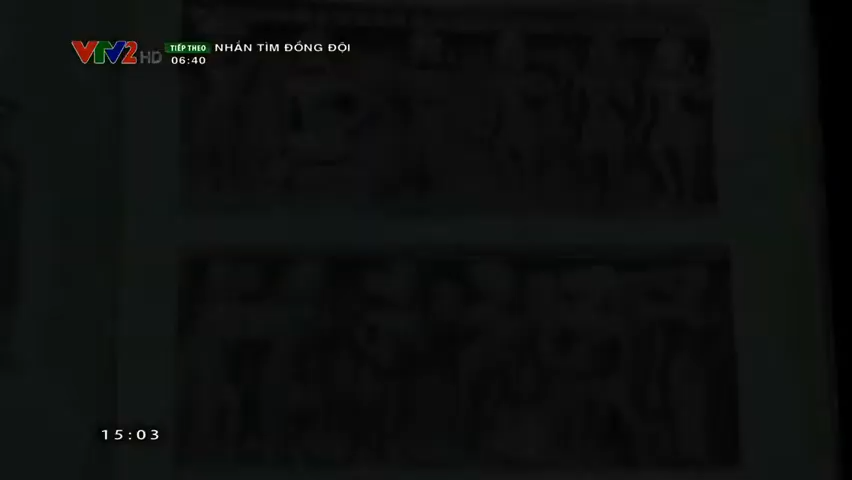 VTV2 HD
TIẾP THEO NHẮN TÌM ĐỒNG ĐỘI
06:40
15:03